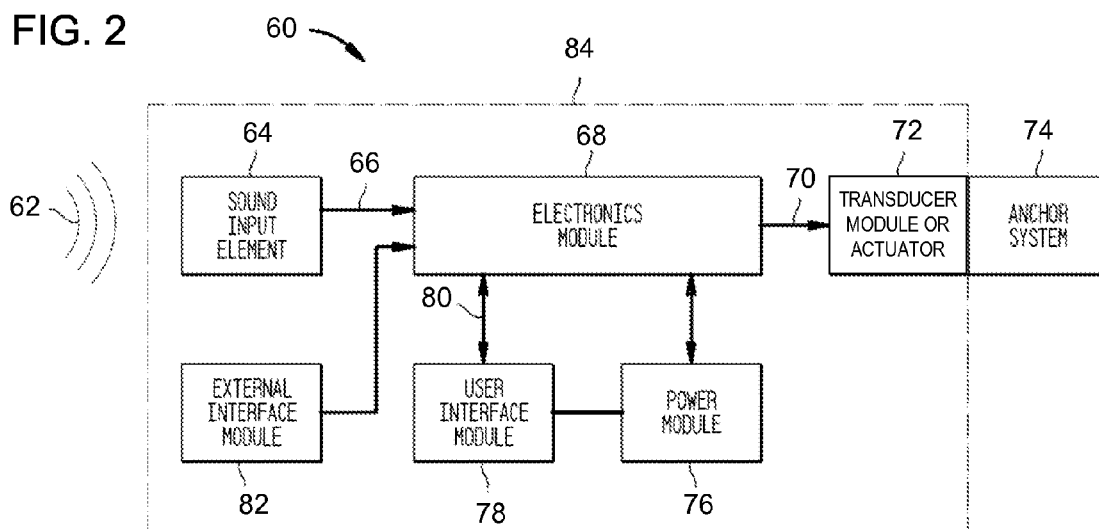 FIG. 2
60
84
64
68
72
74
66
70
62
SOUND
INPUT
ELEMENT
ELECTRONICS
MODULE
TRANSDUCER
MODULE OR
ACTUATOR
ANCHOR
SYSTEM
80
EXTERNAL
INTERFACE
MODULE
USER
INTERFACE
MODULE
POWER
MODULE
82
78
76